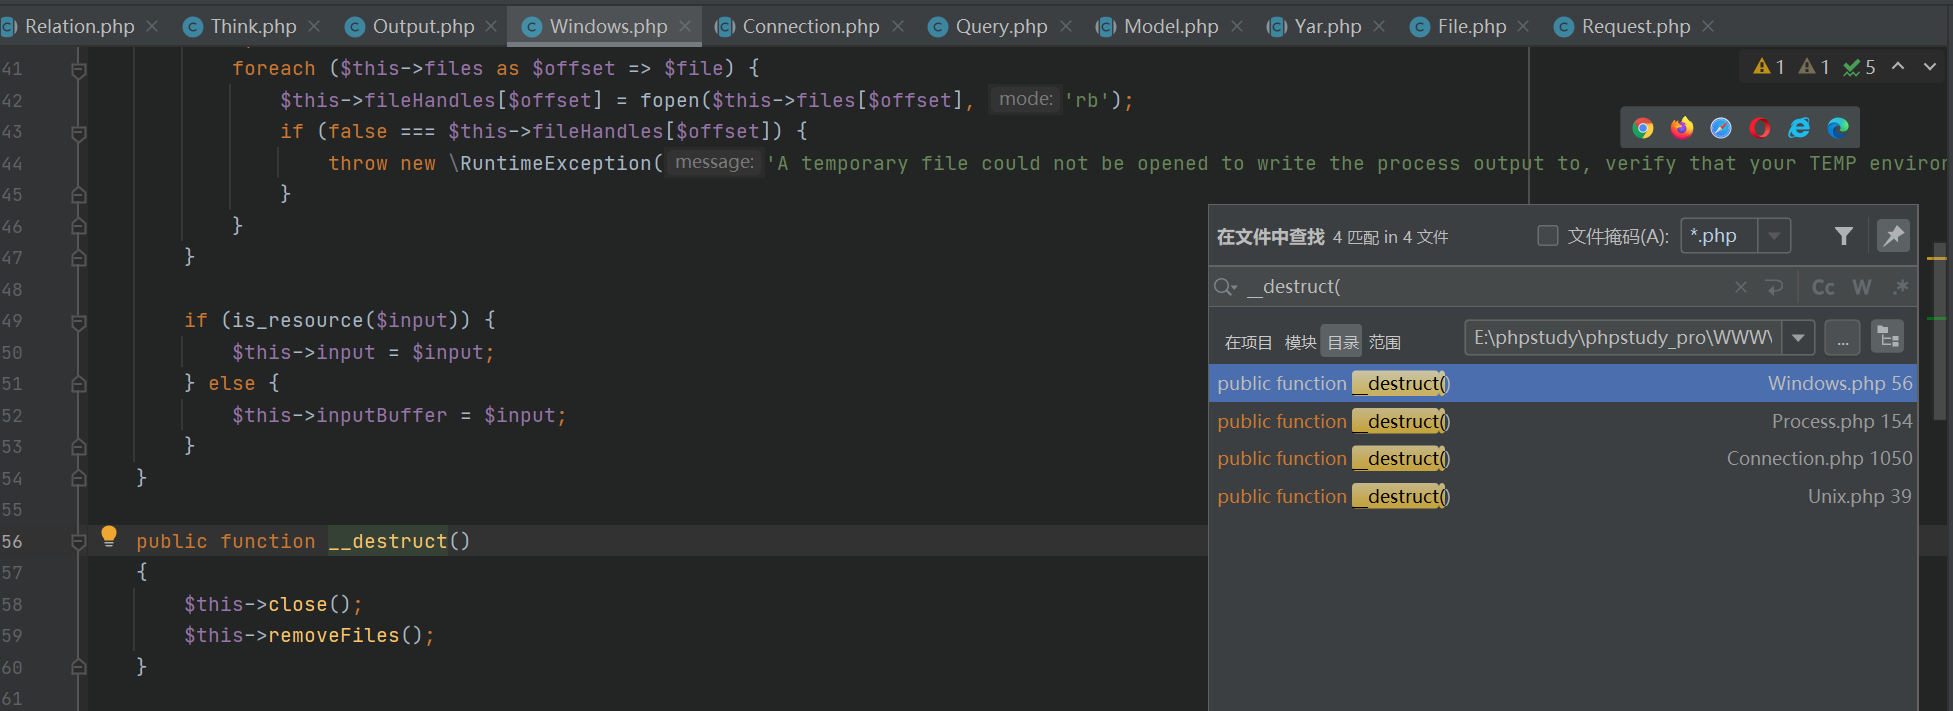 Relation.php Think.php Output.php Windows.php Connection.php Query.php Model.php Yar.php File.php Request.php
41 foreach ($this->files as $offset => $file) {
1 1 5
42 $this->fileHandles[$offset] = fopen($this->files[$offset], mode: 'rb');
43 if (false === $this->fileHandles[$offset]) {
44 throw new \RuntimeException( message: 'A temporary file could not be opened to write the process output to, verify that your TEMP environ
45 }
46 }
47 }
48
49 if (is_resource($input)) {
50 $this->input = $input;
51 } else {
52 $this->inputBuffer = $input;
53 }
54 }
55
56 public function __destruct()
57 {
58 $this->close();
59 $this->removeFiles();
60 }
61
在文件中查找 4 匹配 in 4 文件 文件掩码(A): *.php
__destruct( Cc W .*
在项目 模块 目录 范围 E:\phpstudy\phpstudy_pro\WWW\ ...
public function __destruct() Windows.php 56
public function __destruct() Process.php 154
public function __destruct() Connection.php 1050
public function __destruct() Unix.php 39